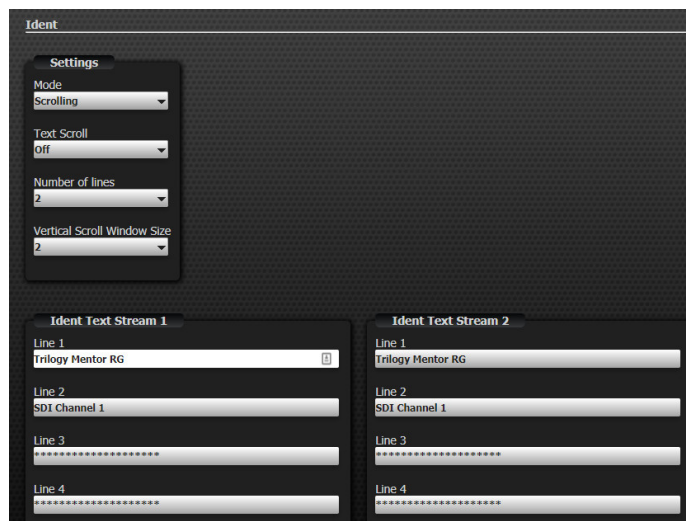 Ident
Settings
Mode
Scrolling
Text Scroll
Off
Number of lines
2
Vertical Scroll Window Size
2
Ident Text Stream 1
Line 1
Trilogy Mentor RG
Line 2
SDI Channel 1
Line 3
********************
Line 4
********************
Ident Text Stream 2
Line 1
Trilogy Mentor RG
Line 2
SDI Channel 1
Line 3
********************
Line 4
********************